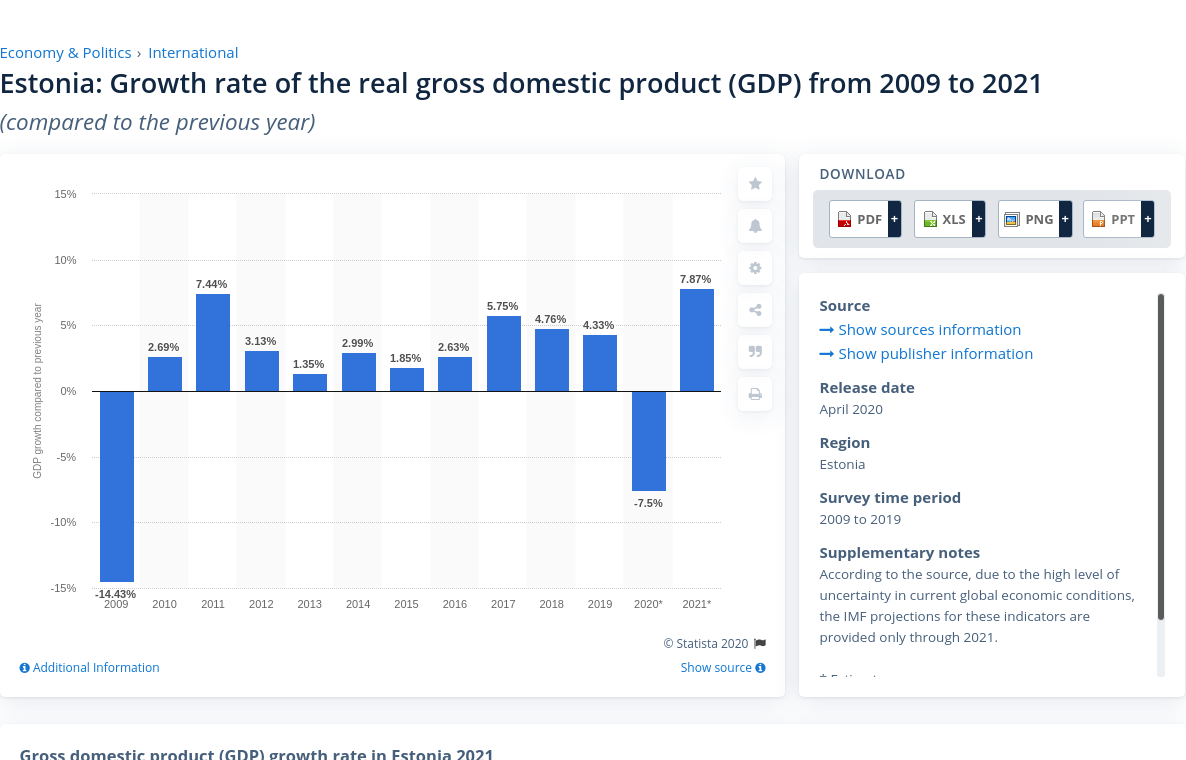 Economy & Politics › International
Estonia: Growth rate of the real gross domestic product (GDP) from 2009 to 2021
(compared to the previous year)
15%
10%
5%
0%
-5%
-10%
-15%
GDP growth compared to previous year
-14.43%
2.69%
7.44%
3.13%
1.35%
2.99%
1.85%
2.63%
5.75%
4.76%
4.33%
-7.5%
7.87%
2009 2010 2011 2012 2013 2014 2015 2016 2017 2018 2019 2020* 2021*
© Statista 2020
Additional Information
Show source
DOWNLOAD
PDF + XLS + PNG + PPT +
Source
Show sources information
Show publisher information
Release date
April 2020
Region
Estonia
Survey time period
2009 to 2019
Supplementary notes
According to the source, due to the high level of
uncertainty in current global economic conditions,
the IMF projections for these indicators are
provided only through 2021.
Gross domestic product (GDP) growth rate in Estonia 2021